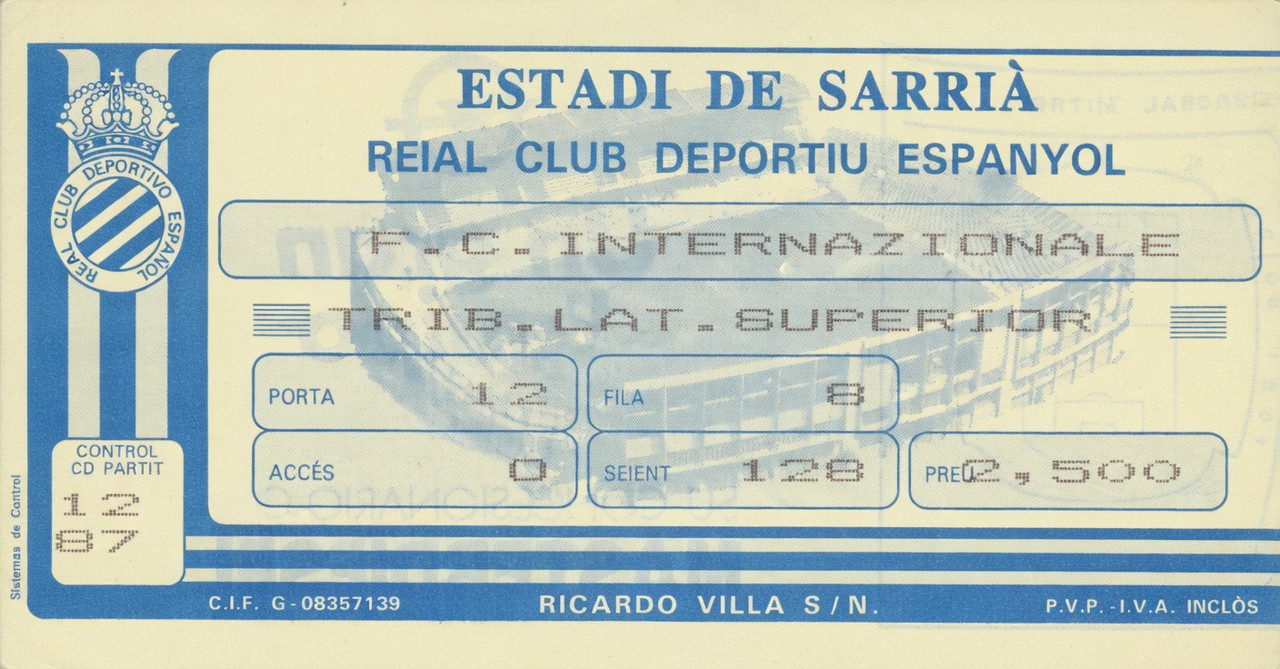 ESTADI DE SARRIÀ
REIAL CLUB DEPORTIU ESPANYOL
REAL CLUB DEPORTIVO ESPAÑOL
F.C.INTERNAZIONALE
TRIB.LAT.SUPERIOR
PORTA 12 FILA 8
ACCÉS 0 SEIENT 128 PREU 2,500
CONTROL
CD PARTIT
12
87
Sistemas de Control
C.I.F. G-08357139 RICARDO VILLA S/N. P.V.P.-I.V.A. INCLÒS